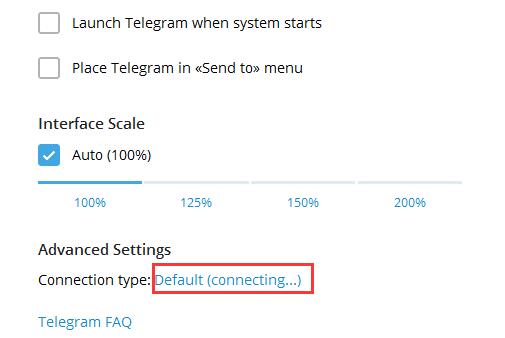 Launch Telegram when system starts
Place Telegram in «Send to» menu
Interface Scale
Auto (100%)
100% 125% 150% 200%
Advanced Settings
Connection type: Default (connecting...)
Telegram FAQ